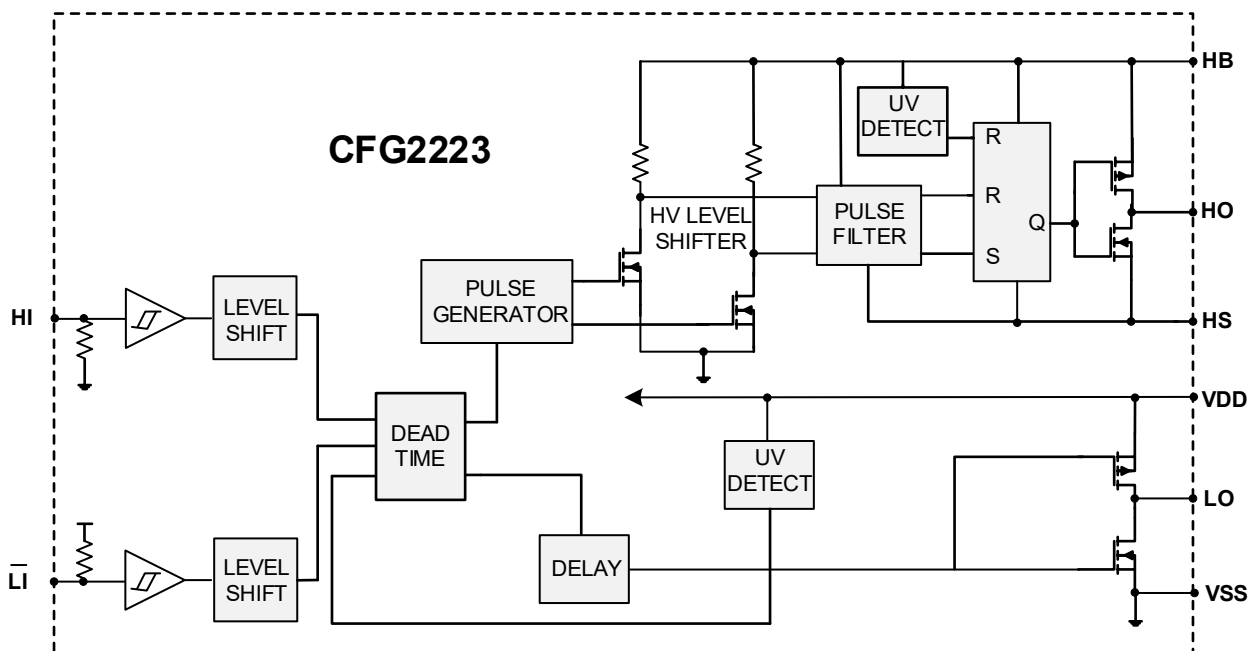 HB
UV
DETECT
CFG2223
R
R
Q
S
HO
HV LEVEL
SHIFTER
PULSE
FILTER
PULSE
GENERATOR
HI
LEVEL
SHIFT
HS
VDD
DEAD
TIME
UV
DETECT
LO
L̅I̅
LEVEL
SHIFT
DELAY
VSS